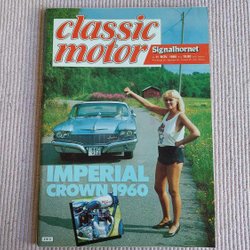 classic
motor
Signalhornet
IMPERIAL
CROWN 1960